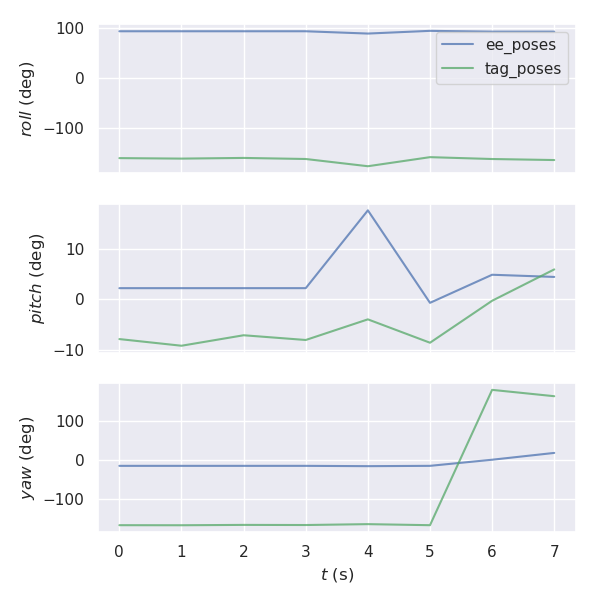 100
0
−100
roll (deg)
ee_poses
tag_poses
10
0
−10
pitch (deg)
100
0
−100
yaw (deg)
0 1 2 3 4 5 6 7
t (s)